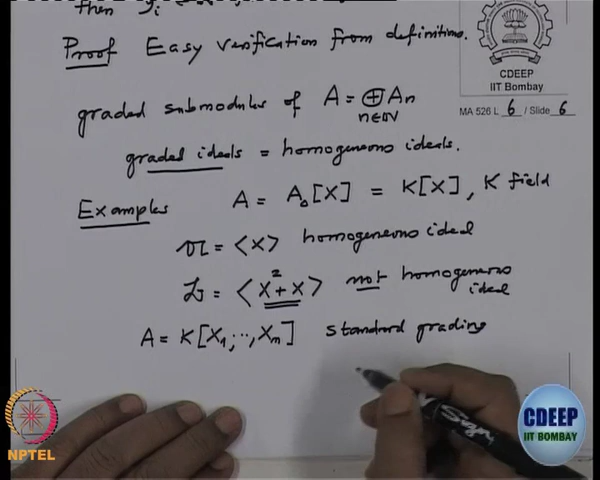 then
Proof Easy verification from definitions.
graded submodules of A = ⊕ An
n∈ℕ
graded ideals = homogeneous ideals.
Examples A = A₀[X] = K[X], K field
𝔄 = <X> homogeneous ideal
𝔏 = <X² + X> not homogeneous
ideal
A = K[X₁, ..., Xₙ] standard grading
CDEEP
IIT Bombay
MA 526 L 6 / Slide 6
NPTEL
CDEEP
IIT BOMBAY